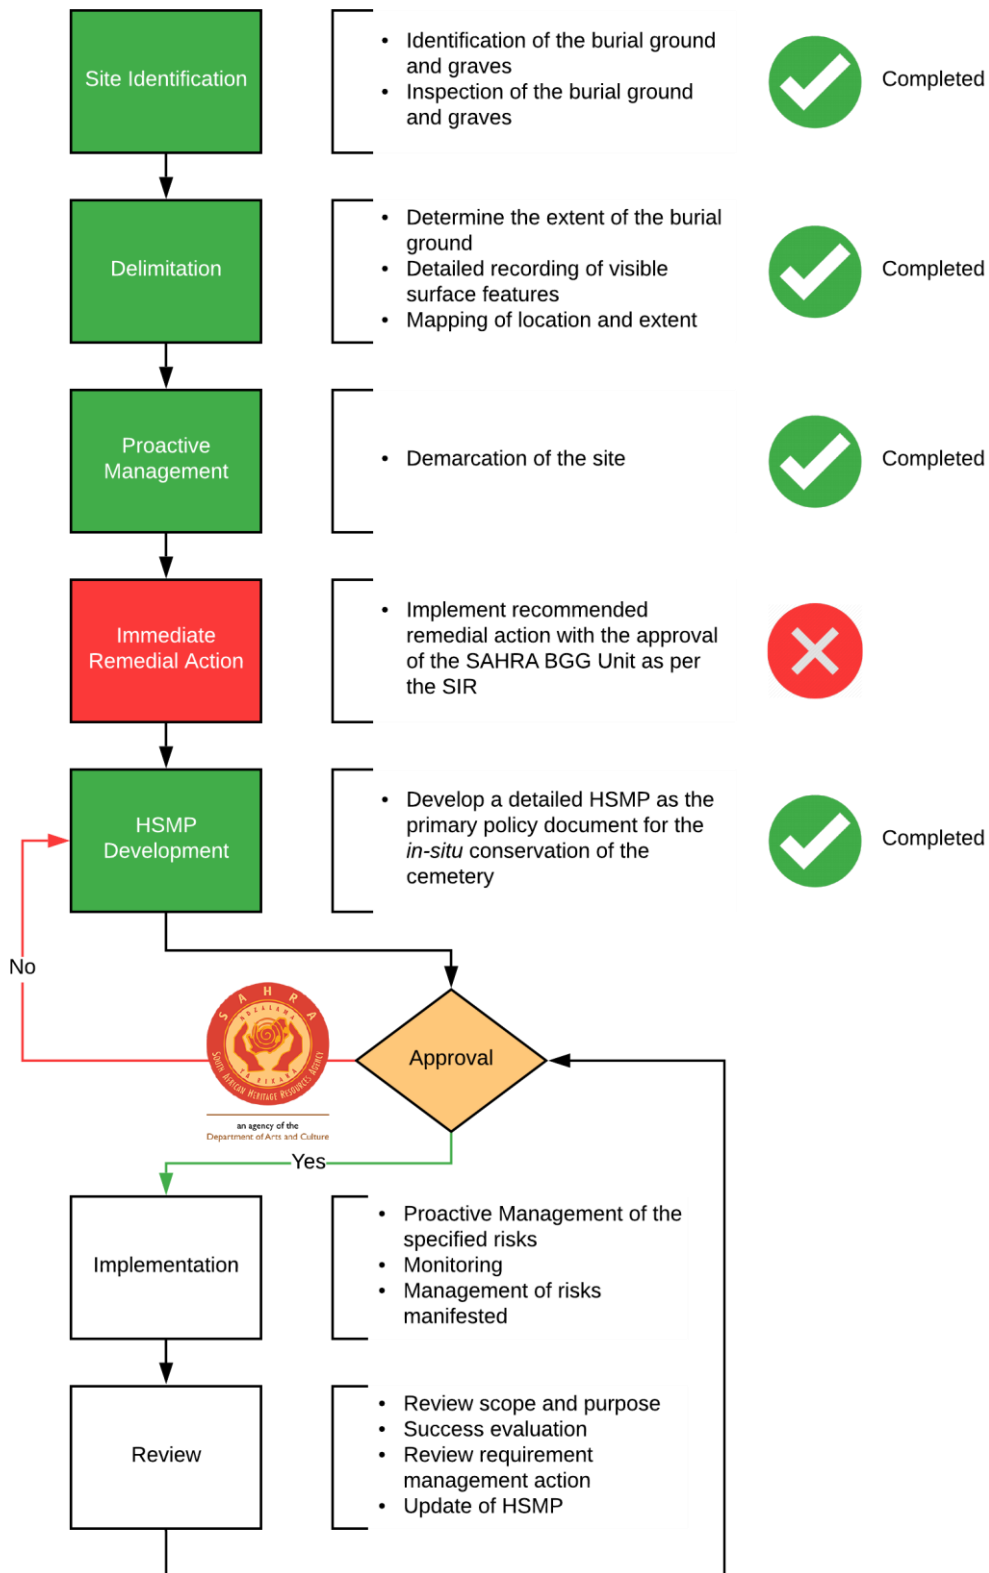 Site Identification
• Identification of the burial ground
and graves
• Inspection of the burial ground
and graves
Completed
Delimitation
• Determine the extent of the burial
ground
• Detailed recording of visible
surface features
• Mapping of location and extent
Completed
Proactive
Management
• Demarcation of the site
Completed
Immediate
Remedial Action
• Implement recommended
remedial action with the approval
of the SAHRA BGG Unit as per
the SIR
HSMP
Development
• Develop a detailed HSMP as the
primary policy document for the
in-situ conservation of the
cemetery
Completed
No
SAHRA
ADZALAMA
TA RIKANA
SOUTH AFRICAN HERITAGE RESOURCES AGENCY
an agency of the
Department of Arts and Culture
Approval
Yes
Implementation
• Proactive Management of the
specified risks
• Monitoring
• Management of risks
manifested
Review
• Review scope and purpose
• Success evaluation
• Review requirement
management action
• Update of HSMP